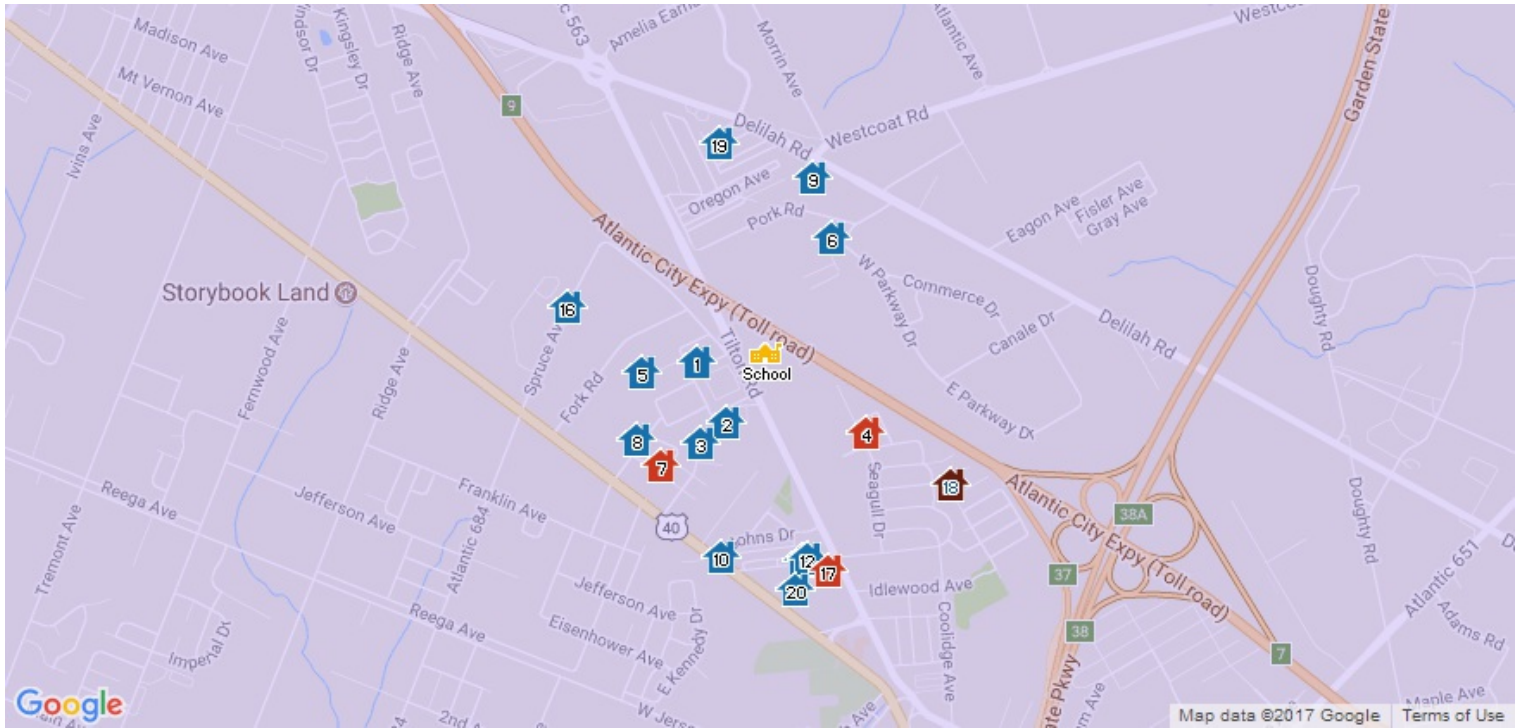 Madison Ave
Mt Vernon Ave
Ivins Ave
Kingsley Dr
Ridge Ave
Amelia Earh
Morrin Ave
Atlantic Ave
Garden State
9
19
Delilah Rd
Westcoat Rd
9
Oregon Ave
Pork Rd
6
Eagon Ave
Fisler Ave
Gray Ave
Atlantic City Expy (Toll road)
W Parkway Dr
Commerce Dr
Canale Dr
Doughty Rd
Delilah Rd
Storybook Land
16
Fernwood Ave
Spruce Ave
Fork Rd
Ridge Ave
5
1
Tilton Rd
School
E Parkway Dr
2
8
3
7
4
Seagull Dr
18
Reega Ave
Jefferson Ave
Franklin Ave
Atlantic 684
40
Tremont Ave
Johns Dr
10
12
17
20
Idlewood Ave
Coolidge Ave
Atlantic City Expy (Toll road)
38A
37
38
7
Doughty Rd
Atlantic 651
Adams Rd
Jefferson Ave
Reega Ave
Eisenhower Ave
E Kennedy Dr
Imperial Dr
2nd Ave
Maple Ave
Google
Map data ©2017 Google
Terms of Use